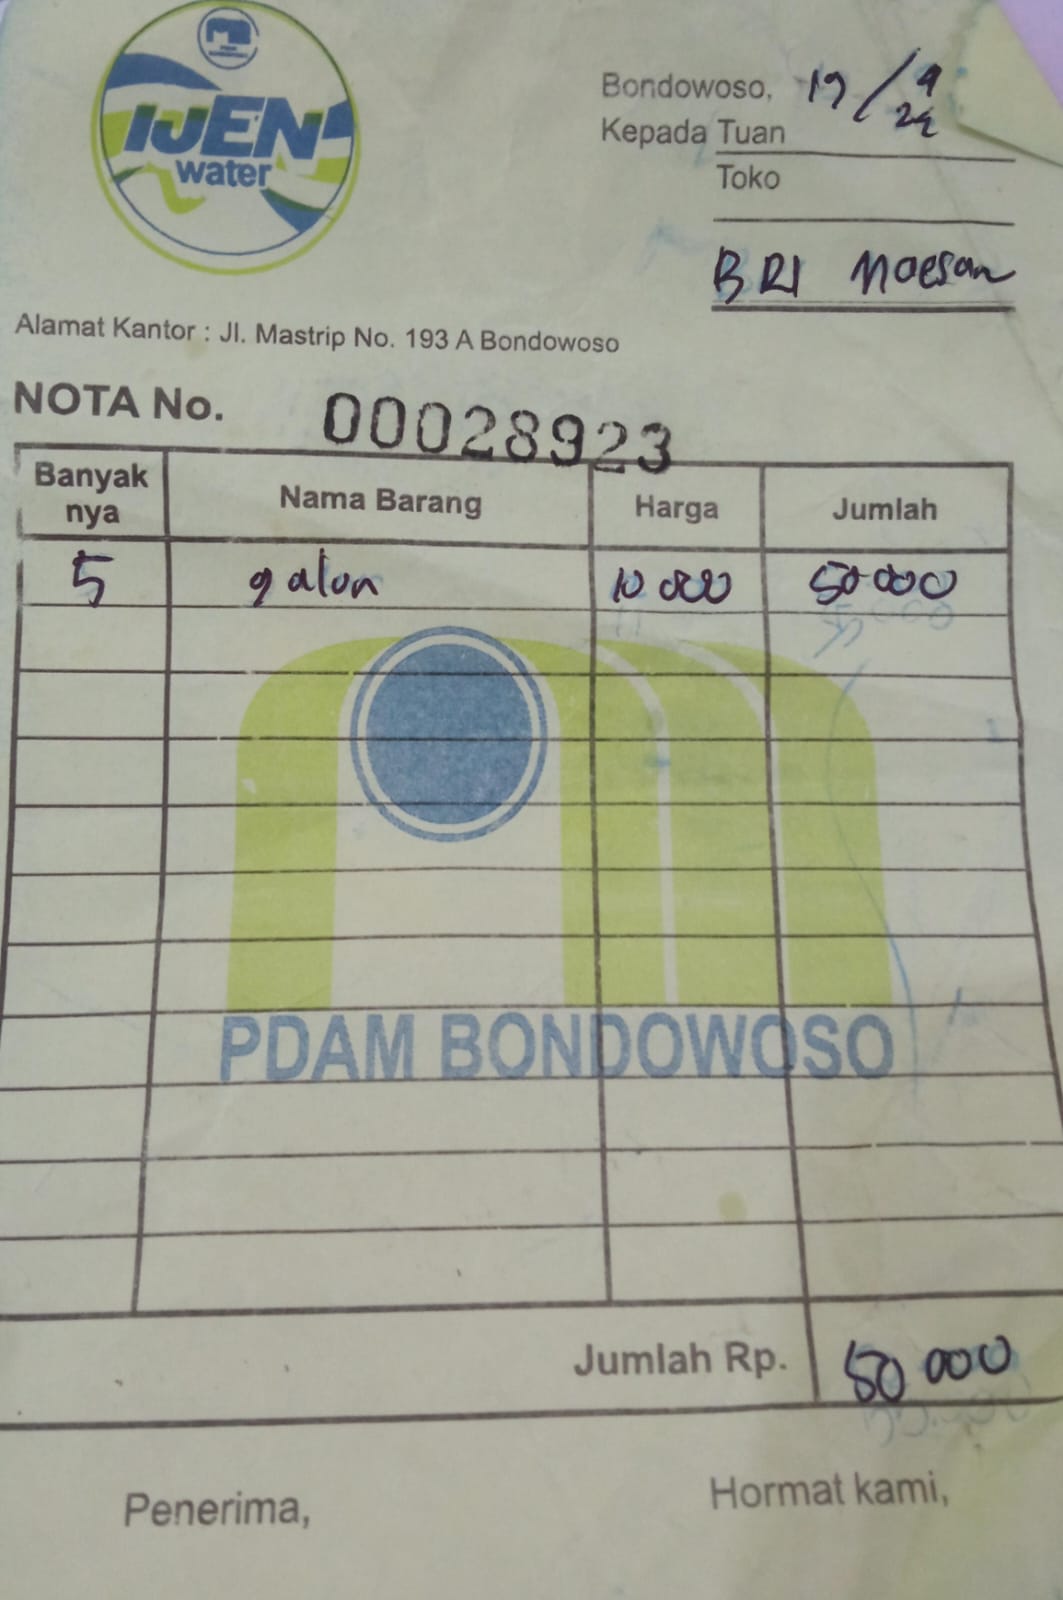 IJEN
water
Bondowoso, 19/9
24
Kepada Tuan
Toko
BRI Maesan
Alamat Kantor : Jl. Mastrip No. 193 A Bondowoso
NOTA No. 00028923
Banyak nya Nama Barang Harga Jumlah
5 galon 10 000 50 000
PDAM BONDOWOSO
Jumlah Rp. 50 000
Penerima, Hormat kami,